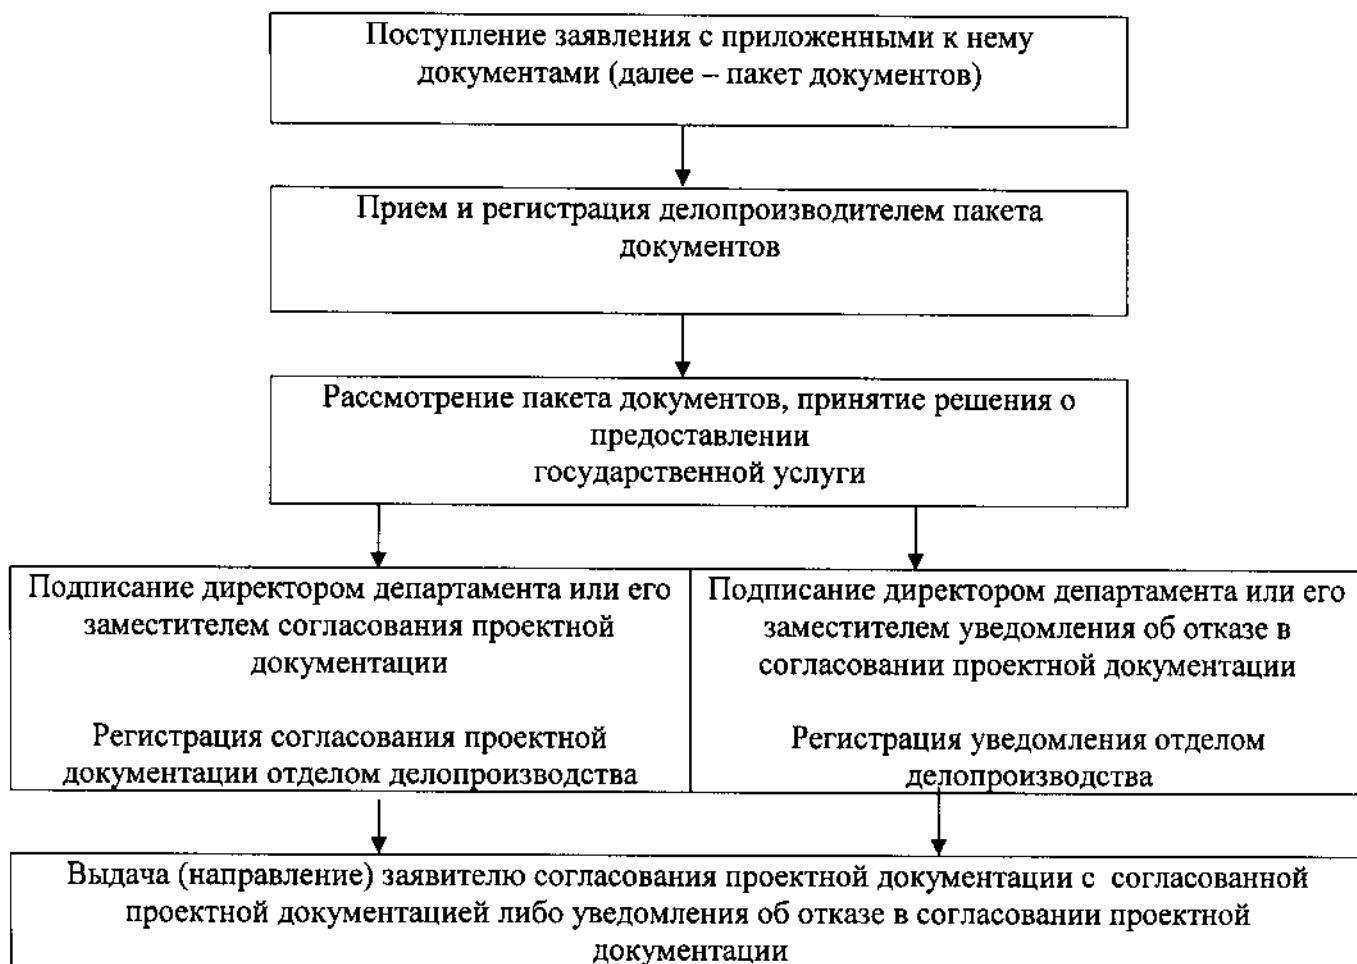 Поступление заявления с приложенными к нему
документами (далее – пакет документов)
Прием и регистрация делопроизводителем пакета
документов
Рассмотрение пакета документов, принятие решения о
предоставлении
государственной услуги
Подписание директором департамента или его
заместителем согласования проектной
документации
Регистрация согласования проектной
документации отделом делопроизводства
Подписание директором департамента или его
заместителем уведомления об отказе в
согласовании проектной документации
Регистрация уведомления отделом
делопроизводства
Выдача (направление) заявителю согласования проектной документации с согласованной
проектной документацией либо уведомления об отказе в согласовании проектной
документации